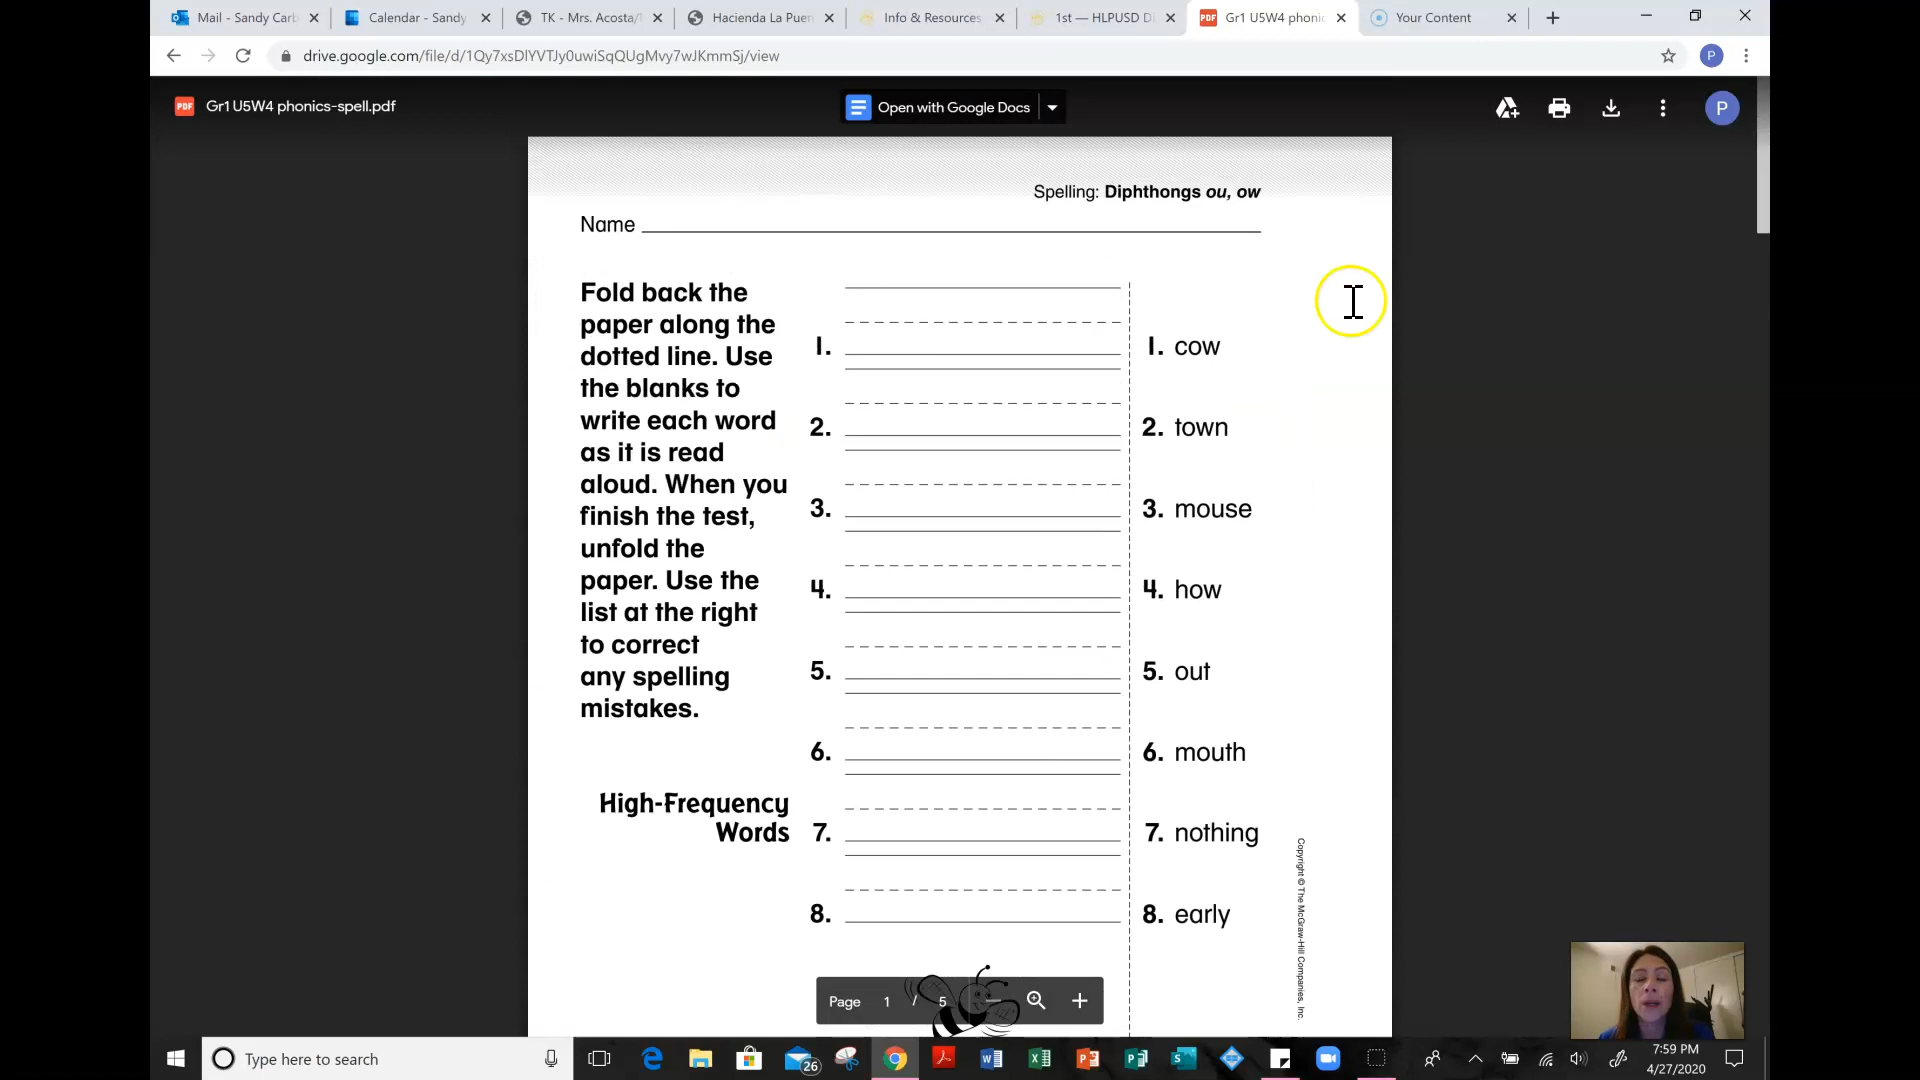 Mail - Sandy Carb
Calendar - Sandy
TK - Mrs. Acosta/
Hacienda La Puen
Info & Resources
1st — HLPUSD Di
Gr1 U5W4 phonic
Your Content
drive.google.com/file/d/1Qy7xsDlYVTJy0uwiSqQUgMvy7wJKmmSj/view
P
PDF
Gr1 U5W4 phonics-spell.pdf
Open with Google Docs
P
Spelling: Diphthongs ou, ow
Name
Fold back the
paper along the
dotted line. Use
the blanks to
write each word
as it is read
aloud. When you
finish the test,
unfold the
paper. Use the
list at the right
to correct
any spelling
mistakes.
High-Frequency
Words
1.
2.
3.
4.
5.
6.
7.
8.
1. cow
2. town
3. mouse
4. how
5. out
6. mouth
7. nothing
8. early
Copyright © The McGraw-Hill Companies, Inc.
Page 1 / 5
Type here to search
26
7:59 PM
4/27/2020